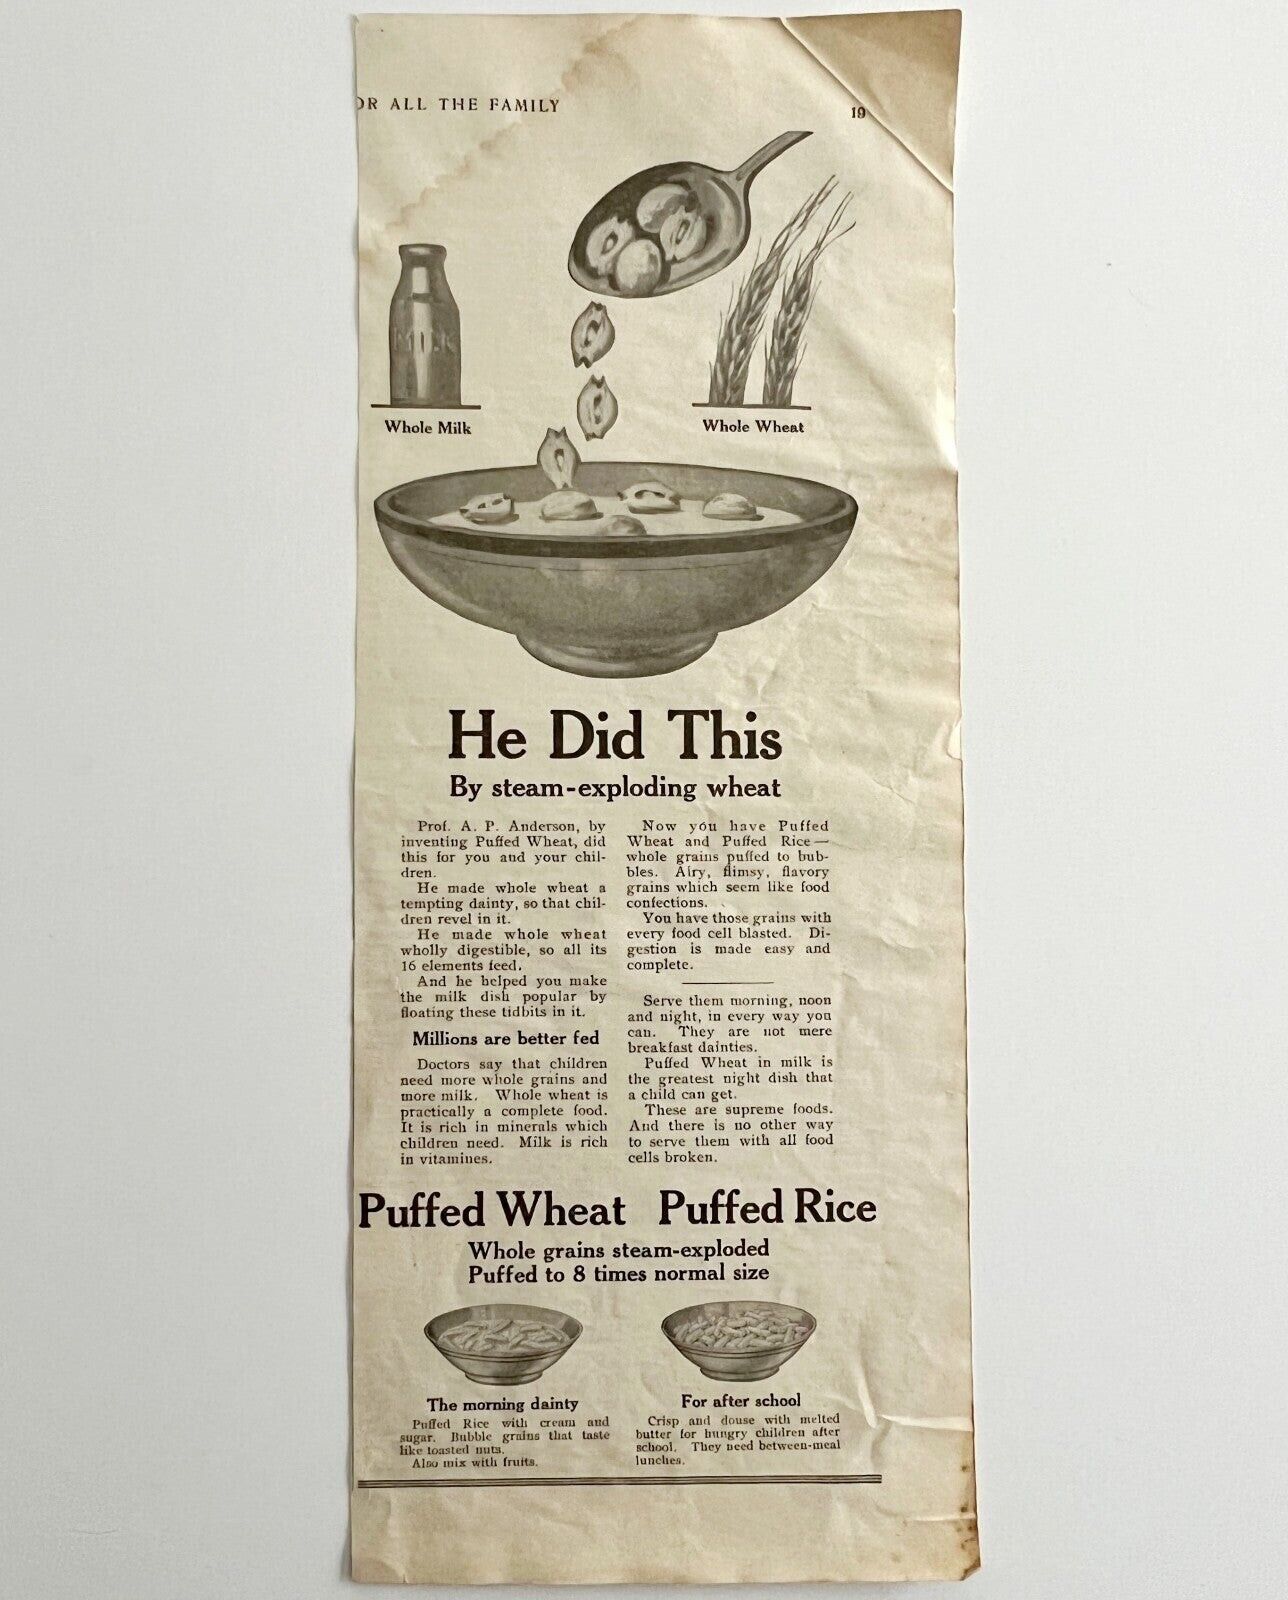 OR ALL THE FAMILY
19
MILK
Whole Milk
Whole Wheat
He Did This
By steam-exploding wheat
Prof. A. P. Anderson, by
inventing Puffed Wheat, did
this for you and your chil-
dren.
He made whole wheat a
tempting dainty, so that chil-
dren revel in it.
He made whole wheat
wholly digestible, so all its
16 elements feed.
And he helped you make
the milk dish popular by
floating these tidbits in it.
Millions are better fed
Doctors say that children
need more whole grains and
more milk. Whole wheat is
practically a complete food.
It is rich in minerals which
children need. Milk is rich
in vitamines.
Now you have Puffed
Wheat and Puffed Rice—
whole grains puffed to bub-
bles. Airy, flimsy, flavory
grains which seem like food
confections.
You have those grains with
every food cell blasted. Di-
gestion is made easy and
complete.
Serve them morning, noon
and night, in every way you
can. They are not mere
breakfast dainties.
Puffed Wheat in milk is
the greatest night dish that
a child can get.
These are supreme foods.
And there is no other way
to serve them with all food
cells broken.
Puffed Wheat Puffed Rice
Whole grains steam-exploded
Puffed to 8 times normal size
The morning dainty
Puffed Rice with cream and
sugar. Bubble grains that taste
like toasted nuts.
Also mix with fruits.
For after school
Crisp and douse with melted
butter for hungry children after
school. They need between-meal
lunches.